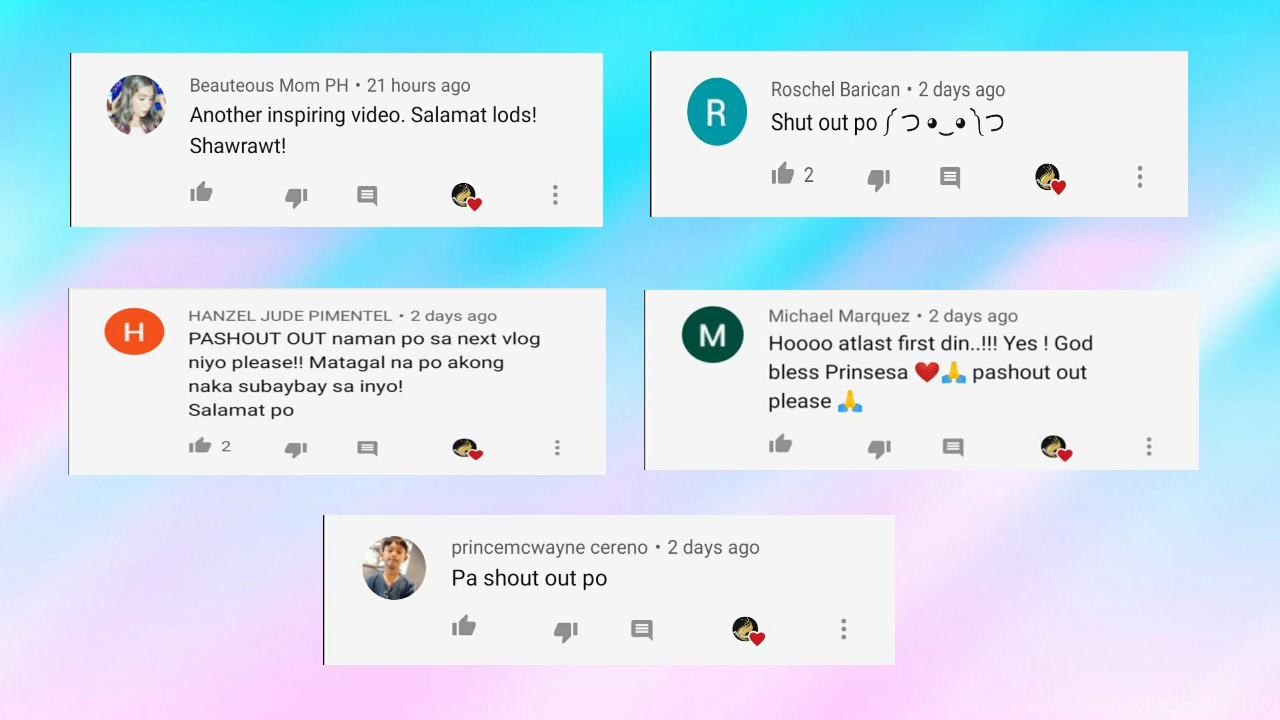 Beauteous Mom PH • 21 hours ago
Another inspiring video. Salamat lods!
Shawrawt!
R
Roschel Barican • 2 days ago
Shut out po ༼ つ ◕‿◕ ༽つ
2
H
HANZEL JUDE PIMENTEL • 2 days ago
PASHOUT OUT naman po sa next vlog
niyo please!! Matagal na po akong
naka subaybay sa inyo!
Salamat po
2
M
Michael Marquez • 2 days ago
Hoooo atlast first din..!!! Yes ! God
bless Prinsesa ❤️🙏 pashout out
please 🙏
princemcwayne cereno • 2 days ago
Pa shout out po